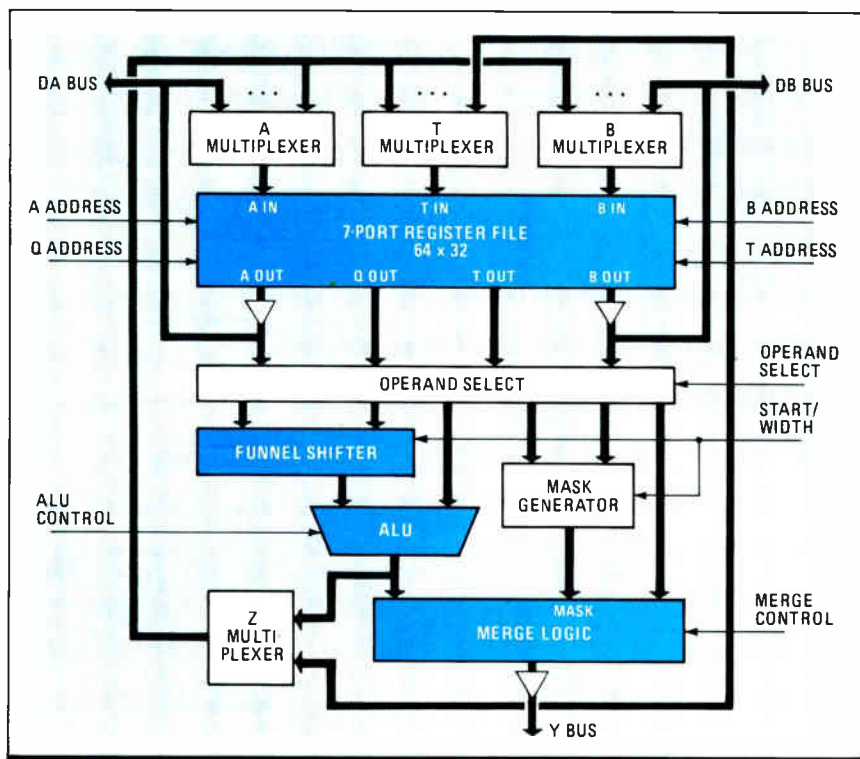 DA BUS
DB BUS
... ... ...
A
MULTIPLEXER
T
MULTIPLEXER
B
MULTIPLEXER
A ADDRESS
Q ADDRESS
A IN T IN B IN
7-PORT REGISTER FILE
64 x 32
A OUT Q OUT T OUT B OUT
B ADDRESS
T ADDRESS
OPERAND SELECT
OPERAND
SELECT
START/
WIDTH
FUNNEL SHIFTER
MASK
GENERATOR
ALU
CONTROL
ALU
Z
MULTI-
PLEXER
MASK
MERGE LOGIC
MERGE
CONTROL
Y BUS